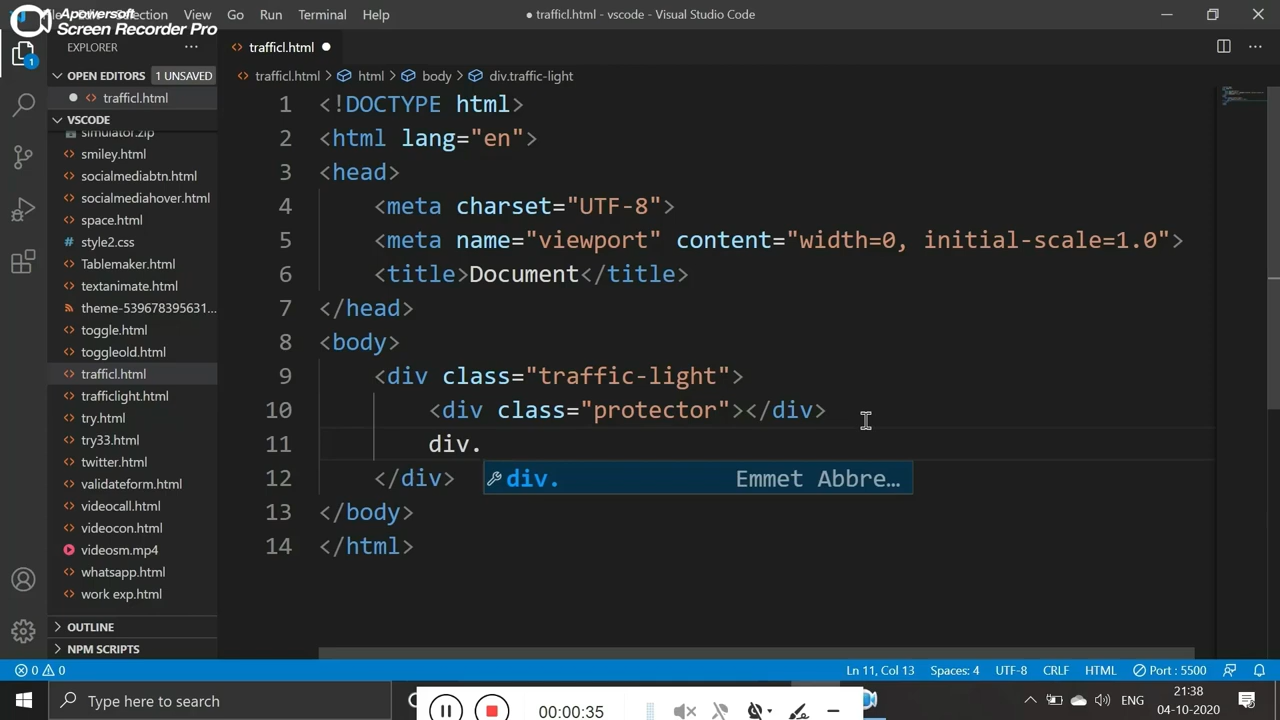 Apowersoft
Screen Recorder Pro
Selection View Go Run Terminal Help
● trafficl.html - vscode - Visual Studio Code
EXPLORER ···
<> trafficl.html ●
OPEN EDITORS 1 UNSAVED
<> trafficl.html > html > body > div.traffic-light
● <> trafficl.html
VSCODE
simulator.zip
<> smiley.html
<> socialmediabtn.html
<> socialmediahover.html
<> space.html
# style2.css
<> Tablemaker.html
<> textanimate.html
theme-539678395631...
<> toggle.html
<> toggleold.html
<> trafficl.html
<> trafficlight.html
<> try.html
<> try33.html
<> twitter.html
<> validateform.html
<> videocall.html
<> videocon.html
videosm.mp4
<> whatsapp.html
<> work exp.html
OUTLINE
NPM SCRIPTS
1
1 <!DOCTYPE html>
2 <html lang="en">
3 <head>
4 <meta charset="UTF-8">
5 <meta name="viewport" content="width=0, initial-scale=1.0">
6 <title>Document</title>
7 </head>
8 <body>
9 <div class="traffic-light">
10 <div class="protector"></div>
11 div.
div. Emmet Abbre…
12 </div>
13 </body>
14 </html>
0 0
Ln 11, Col 13 Spaces: 4 UTF-8 CRLF HTML Port : 5500
Type here to search
00:00:35
ENG
21:38
04-10-2020